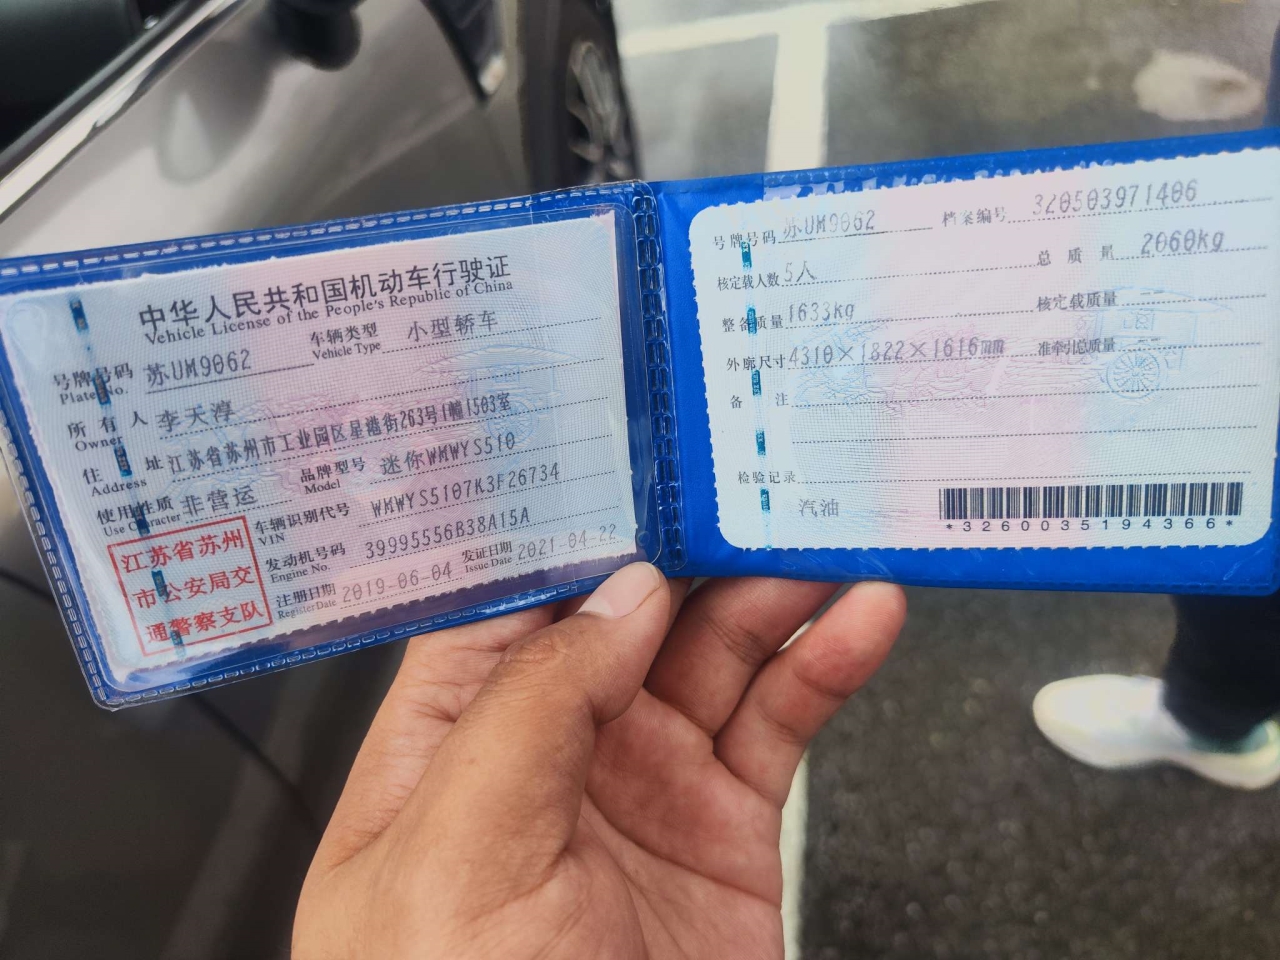 中华人民共和国机动车行驶证
Vehicle License of the People's Republic of China
号牌号码 苏UM9062 车辆类型 小型轿车
Plate No. Vehicle Type
所有人 李天淳
Owner
住址 江苏省苏州市工业园区星港街263号1幢1503室
Address
使用性质 非营运 品牌型号 迷你WMWYS510
Use Character Model
江苏省苏州
市公安局交
通警察支队
车辆识别代号 WMWYS5107K3F26734
VIN
发动机号码 39995556B38A15A
Engine No.
注册日期 2019-06-04 发证日期 2021-04-22
Register Date Issue Date
号牌号码 苏UM9062 档案编号 320503971406
核定载人数 5人 总质量 2060kg
整备质量 1633kg 核定载质量 --
外廓尺寸 4310×1822×1616mm 准牵引总质量 --
备注
检验记录
汽油
*3260035194366*